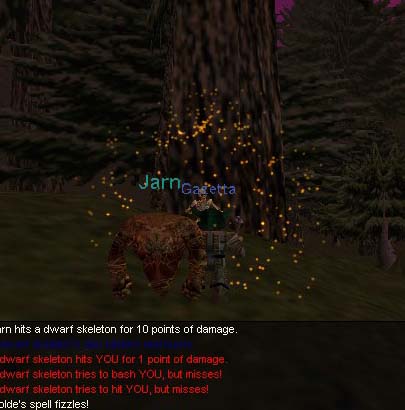 Jarn
Gazetta
arn hits a dwarf skeleton for 10 points of damage.
dwarf skeleton hits YOU for 1 point of damage.
dwarf skeleton tries to bash YOU, but misses!
dwarf skeleton tries to hit YOU, but misses!
olde's spell fizzles!